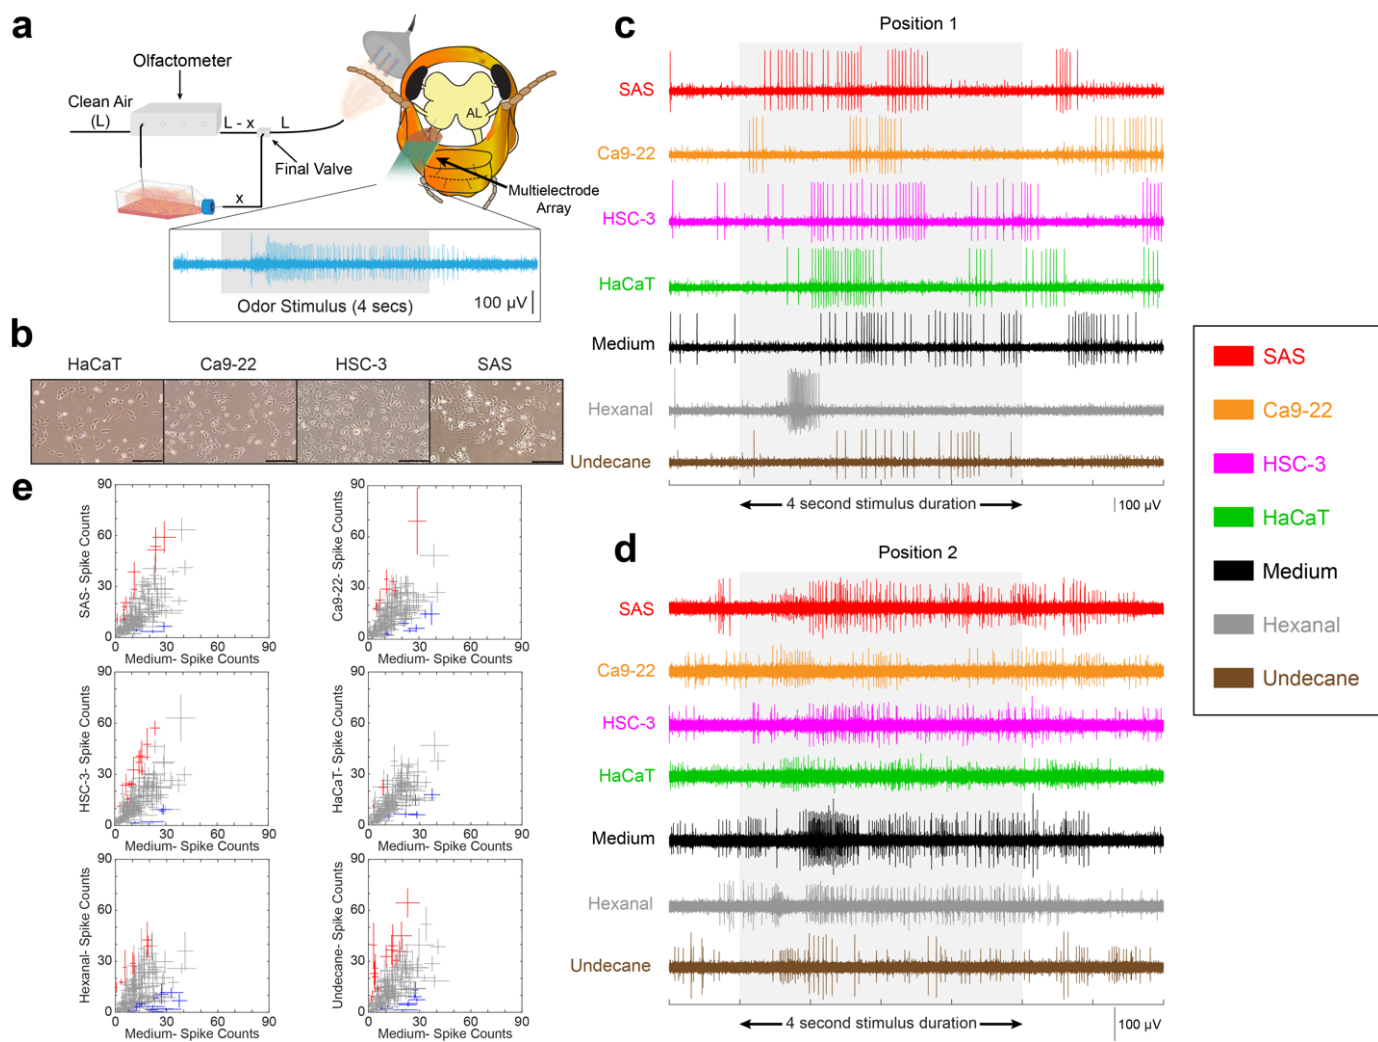 a
Olfactometer
Clean Air
(L)
L - x
L
Final Valve
x
AL
Multielectrode
Array
Odor Stimulus (4 secs)
100 µV
b
HaCaT
Ca9-22
HSC-3
SAS
c
Position 1
SAS
Ca9-22
HSC-3
HaCaT
Medium
Hexanal
Undecane
4 second stimulus duration
100 µV
d
Position 2
SAS
Ca9-22
HSC-3
HaCaT
Medium
Hexanal
Undecane
4 second stimulus duration
100 µV
SAS
Ca9-22
HSC-3
HaCaT
Medium
Hexanal
Undecane
e
SAS- Spike Counts
90
60
30
0
0 30 60 90
Medium- Spike Counts
Ca9-22- Spike Counts
90
60
30
0
0 30 60 90
Medium- Spike Counts
HSC-3- Spike Counts
90
60
30
0
0 30 60 90
Medium- Spike Counts
HaCaT- Spike Counts
90
60
30
0
0 30 60 90
Medium- Spike Counts
Hexanal- Spike Counts
90
60
30
0
0 30 60 90
Medium- Spike Counts
Undecane- Spike Counts
90
60
30
0
0 30 60 90
Medium- Spike Counts